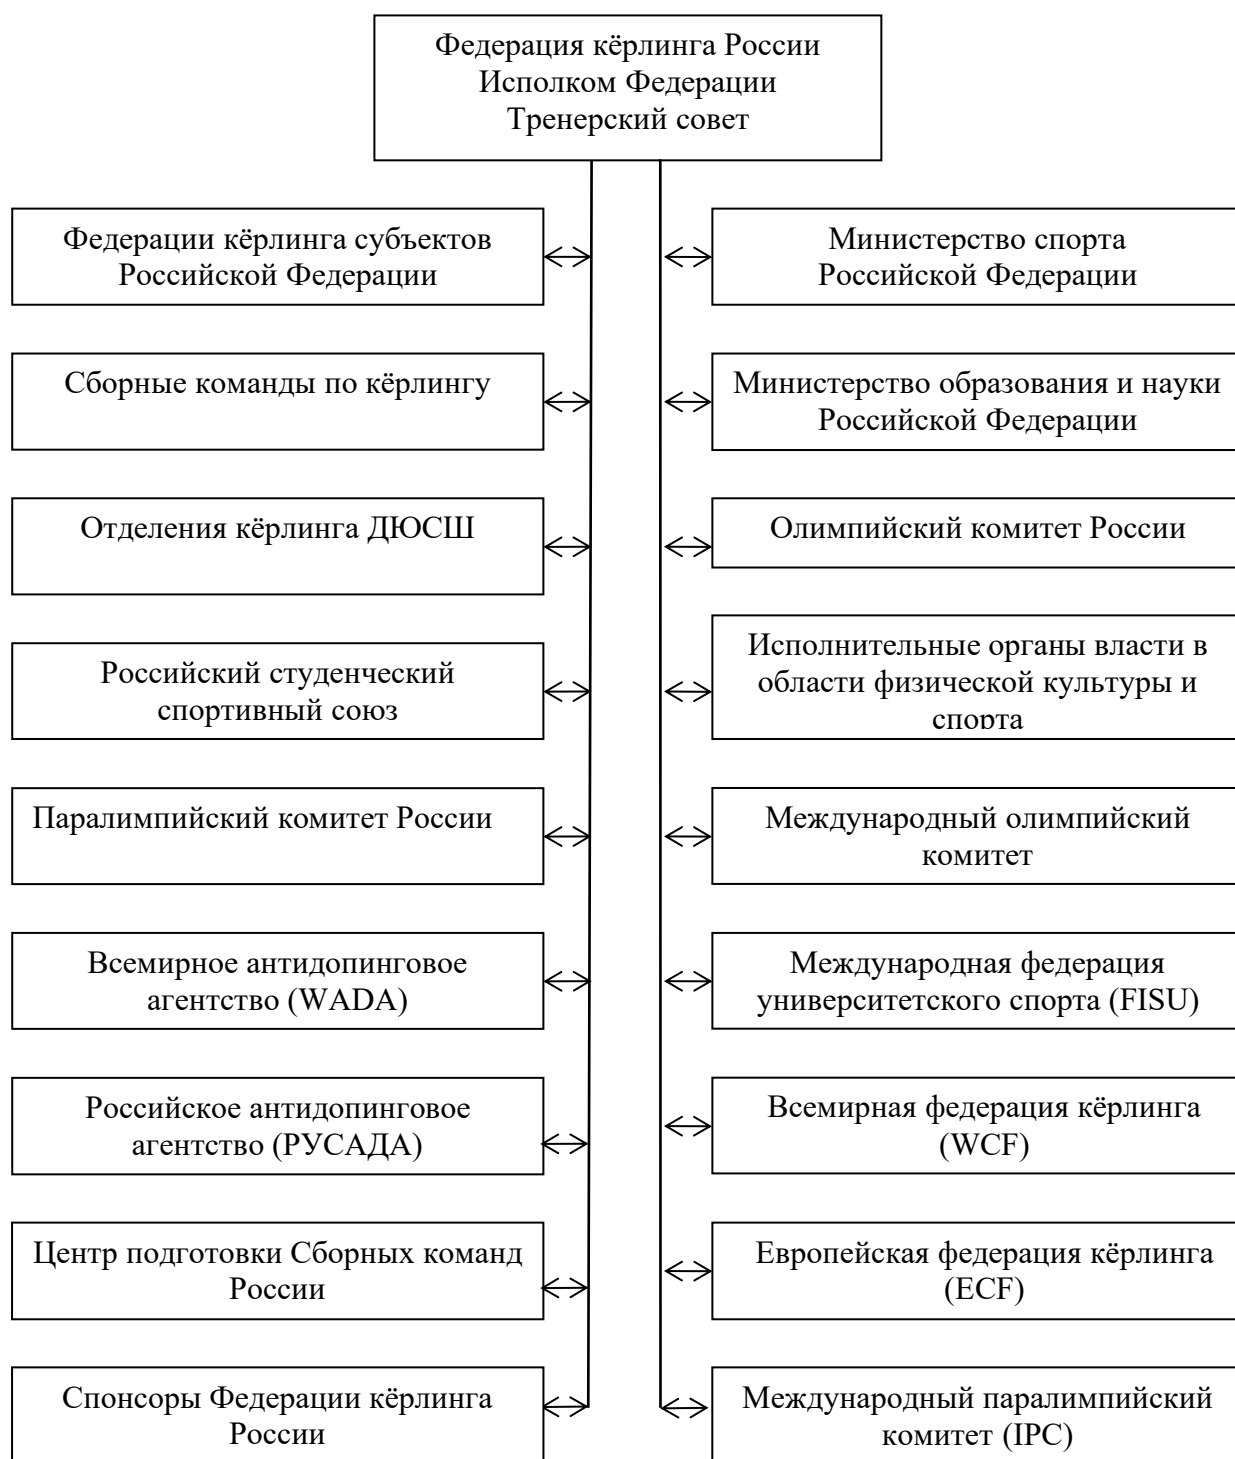 Федерация кёрлинга России
Исполком Федерации
Тренерский совет
Федерации кёрлинга субъектов
Российской Федерации
Министерство спорта
Российской Федерации
Сборные команды по кёрлингу
Министерство образования и науки
Российской Федерации
Отделения кёрлинга ДЮСШ
Олимпийский комитет России
Российский студенческий
спортивный союз
Исполнительные органы власти в
области физической культуры и
спорта
Паралимпийский комитет России
Международный олимпийский
комитет
Всемирное антидопинговое
агентство (WADA)
Международная федерация
университетского спорта (FISU)
Российское антидопинговое
агентство (РУСАДА)
Всемирная федерация кёрлинга
(WCF)
Центр подготовки Сборных команд
России
Европейская федерация кёрлинга
(ECF)
Спонсоры Федерации кёрлинга
России
Международный паралимпийский
комитет (IPC)